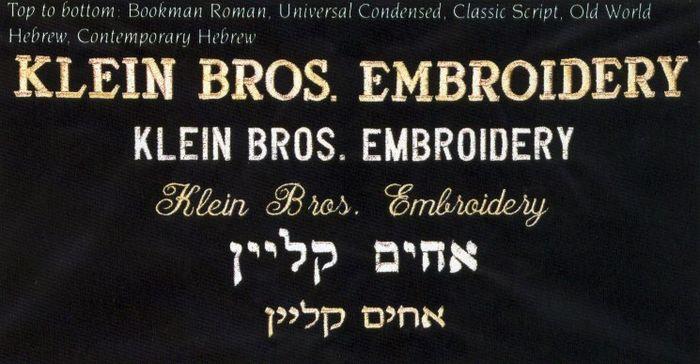 Top to bottom: Bookman Roman, Universal Condensed, Classic Script, Old World
Hebrew, Contemporary Hebrew
KLEIN BROS. EMBROIDERY
KLEIN BROS. EMBROIDERY
Klein Bros. Embroidery
אחים קליין
אחים קליין